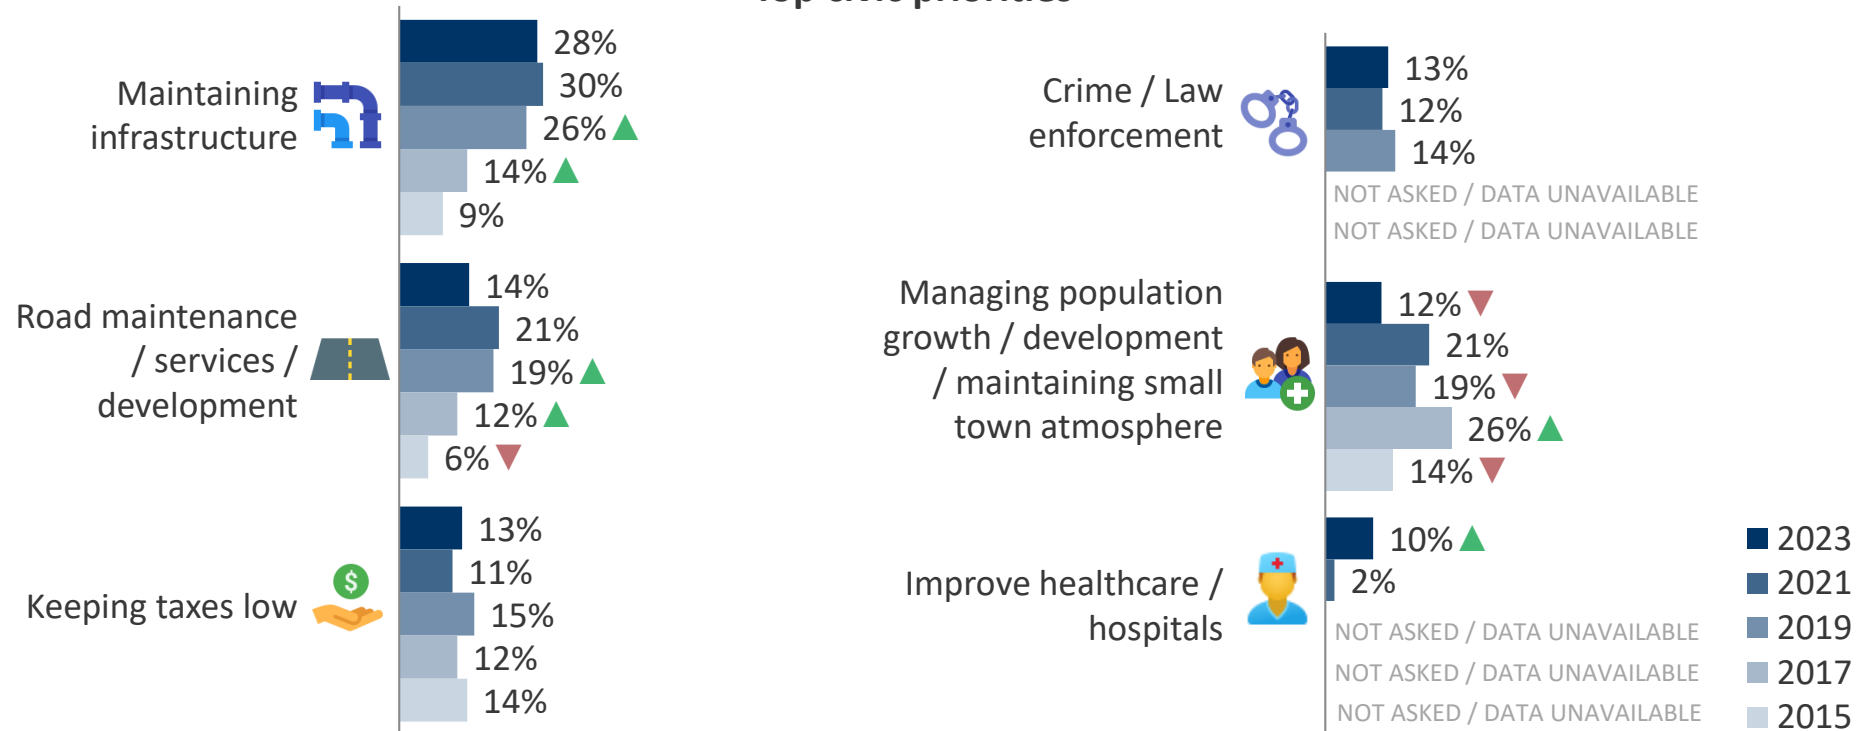 Top civic priorities
Maintaining
infrastructure
28%
30%
26%
14%
9%
Road maintenance
/ services /
development
14%
21%
19%
12%
6%
Keeping taxes low
$
13%
11%
15%
12%
14%
Crime / Law
enforcement
13%
12%
14%
NOT ASKED / DATA UNAVAILABLE
NOT ASKED / DATA UNAVAILABLE
Managing population
growth / development
/ maintaining small
town atmosphere
12%
21%
19%
26%
14%
Improve healthcare /
hospitals
10%
2%
NOT ASKED / DATA UNAVAILABLE
NOT ASKED / DATA UNAVAILABLE
NOT ASKED / DATA UNAVAILABLE
2023
2021
2019
2017
2015